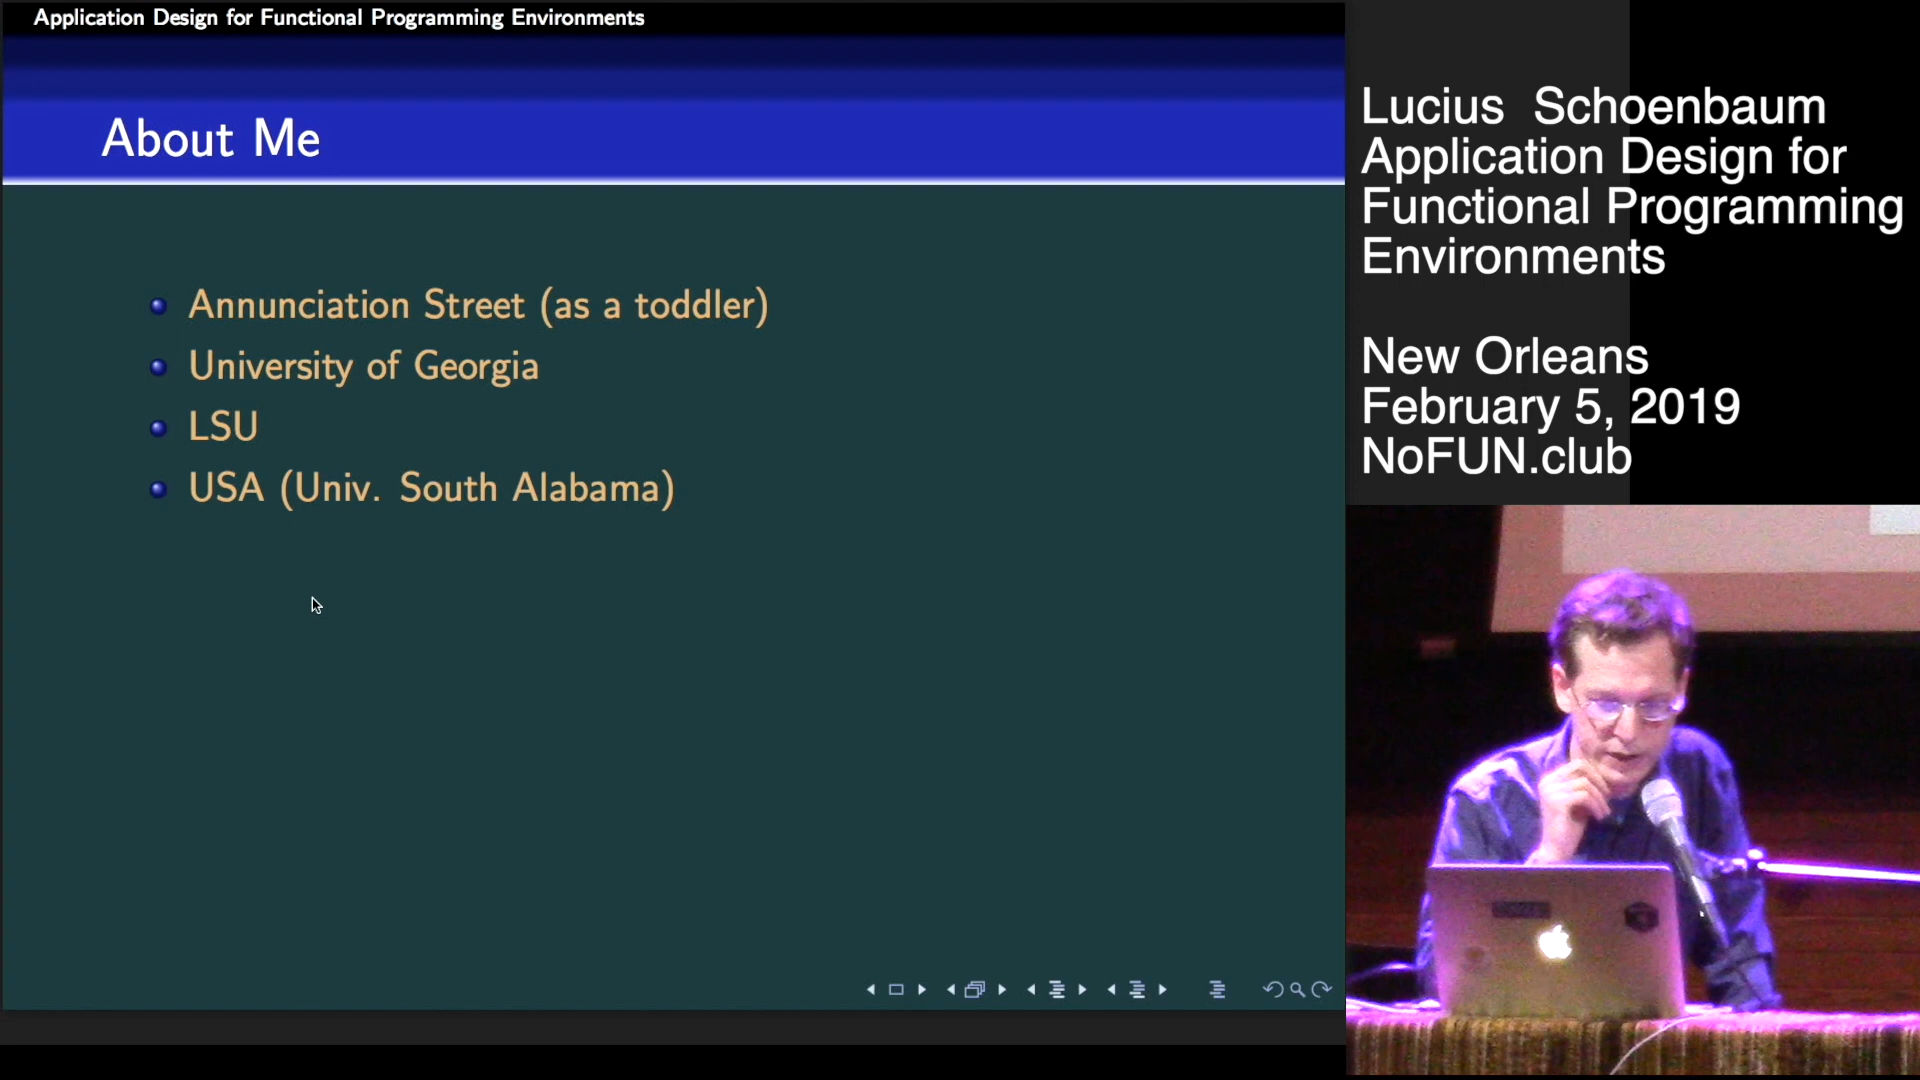 Application Design for Functional Programming Environments
About Me
Annunciation Street (as a toddler)
University of Georgia
LSU
USA (Univ. South Alabama)
Lucius Schoenbaum
Application Design for
Functional Programming
Environments
New Orleans
February 5, 2019
NoFUN.club